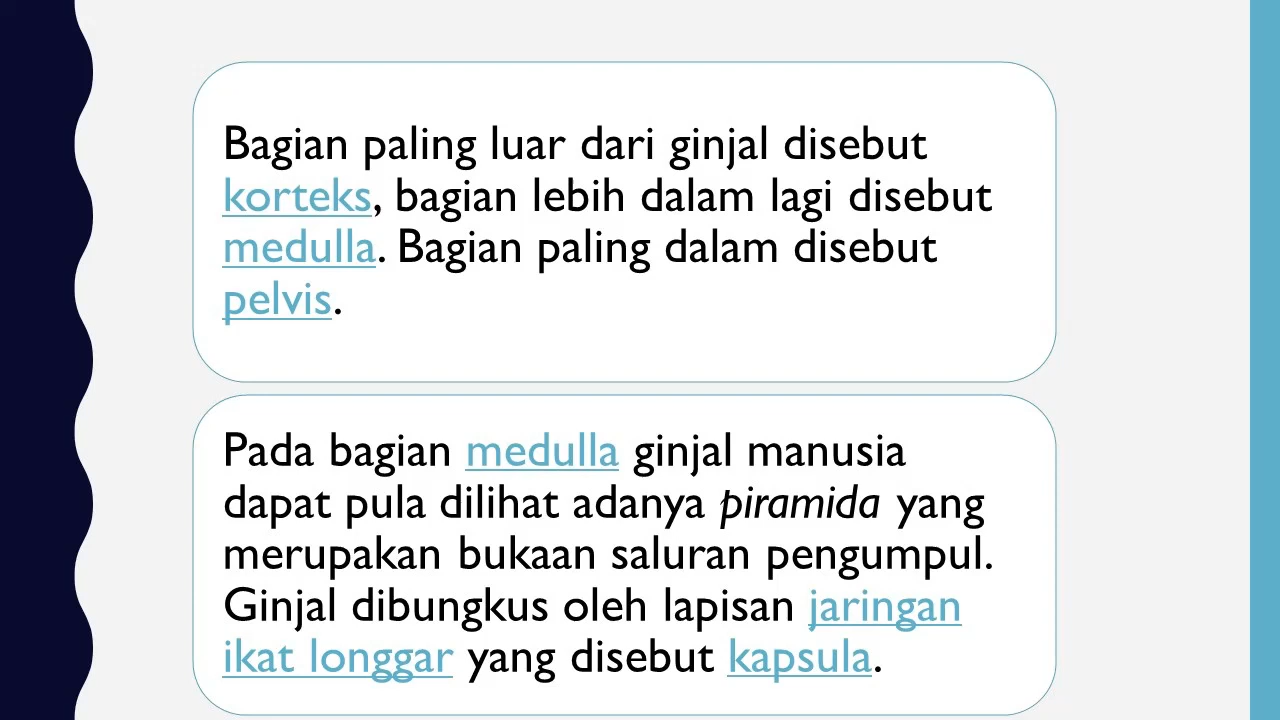 Bagian paling luar dari ginjal disebut
korteks, bagian lebih dalam lagi disebut
medulla. Bagian paling dalam disebut
pelvis.
Pada bagian medulla ginjal manusia
dapat pula dilihat adanya piramida yang
merupakan bukaan saluran pengumpul.
Ginjal dibungkus oleh lapisan jaringan
ikat longgar yang disebut kapsula.